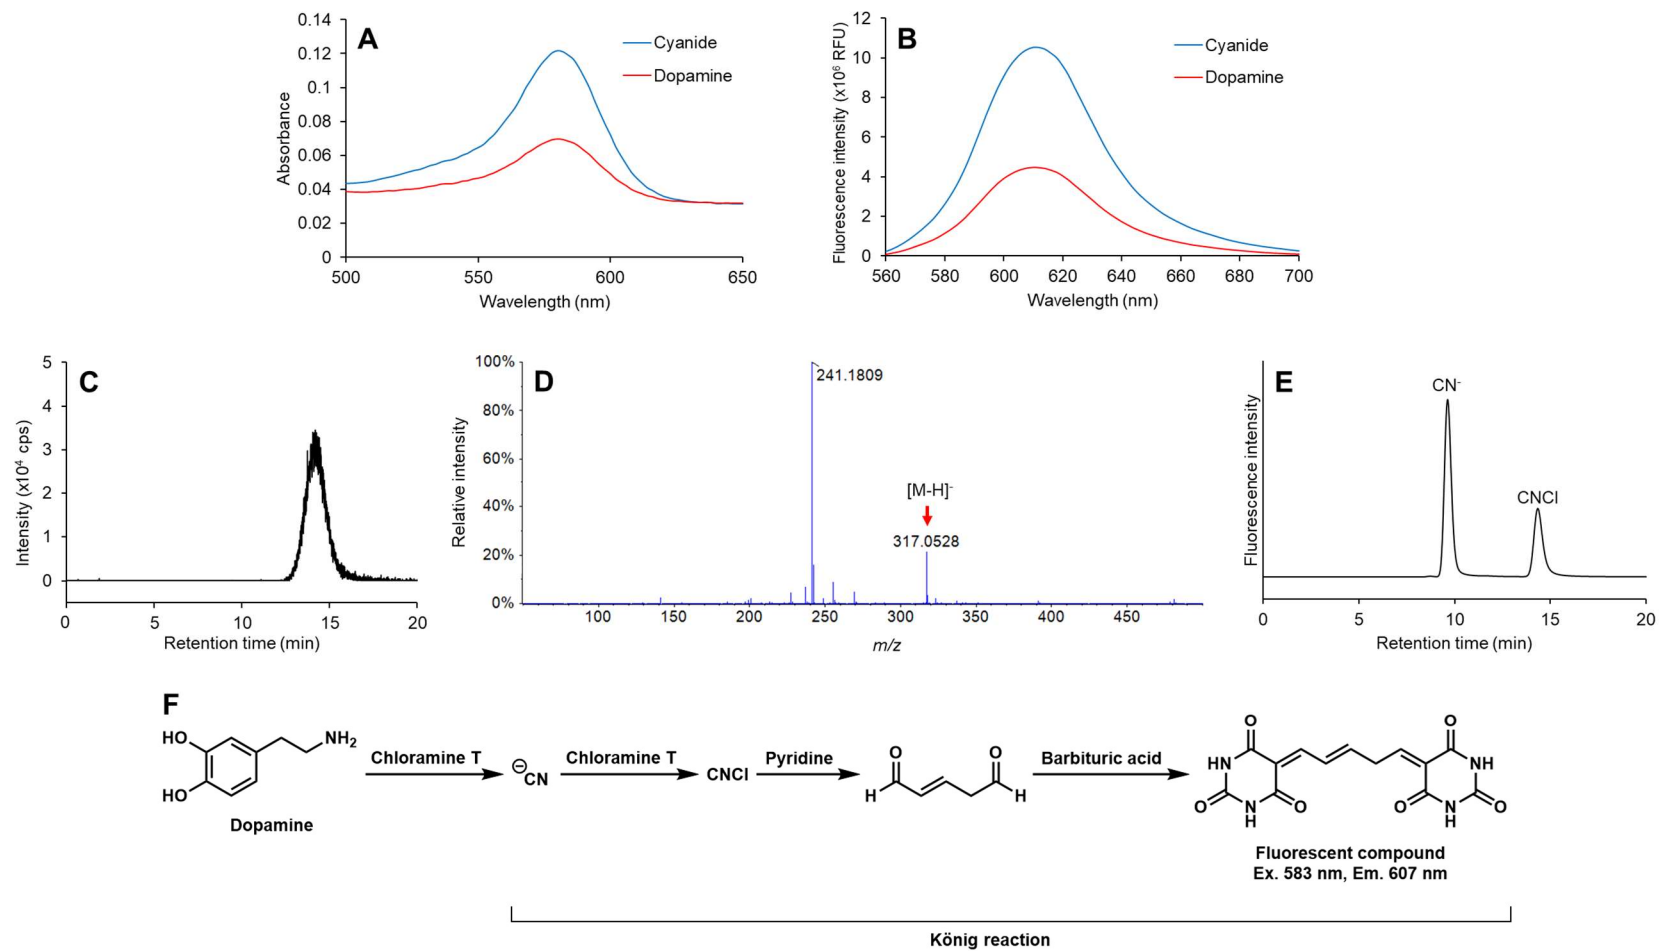 A
Absorbance
0.14
0.12
0.1
0.08
0.06
0.04
0.02
0
500
550
600
650
Wavelength (nm)
Cyanide
Dopamine
B
Fluorescence intensity (x10⁶ RFU)
12
10
8
6
4
2
0
560
580
600
620
640
660
680
700
Wavelength (nm)
Cyanide
Dopamine
C
Intensity (x10⁴ cps)
5
4
3
2
1
0
0
5
10
15
20
Retention time (min)
D
Relative intensity
100%
80%
60%
40%
20%
0%
241.1809
[M-H]⁻
317.0528
100
150
200
250
300
350
400
450
m/z
E
Fluorescence intensity
CN⁻
CNCl
0
5
10
15
20
Retention time (min)
F
HO
HO
NH₂
Dopamine
Chloramine T
⊖CN
Chloramine T
CNCl
Pyridine
O
O
H
H
Barbituric acid
O
O
HN
NH
O
N
H
O
O
N
H
O
Fluorescent compound
Ex. 583 nm, Em. 607 nm
König reaction